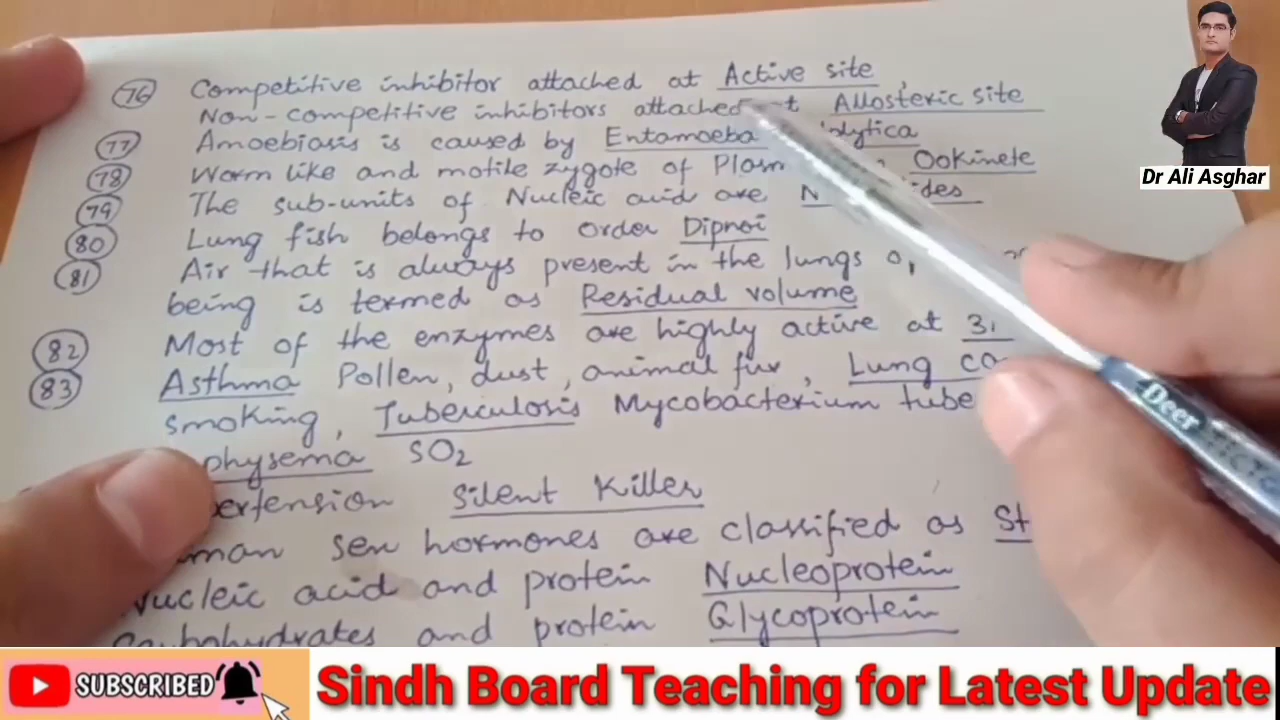 76 Competitive inhibitor attached at Active site,
Non-competitive inhibitors attached Allosteric site
77 Amoebiasis is caused by Entamoeba
78 Worm like and motile zygote of Ookinete
79 The sub-units of Nucleic acid are
80 Lung fish belongs to order Dipnoi
81 Air that is always present in the lungs
being is termed as Residual volume
82 Most of the enzymes are highly active at
83 Asthma Pollen, dust, animal fur, Lung
smoking, Tuberculosis Mycobacterium
SO2
Silent Killer
sex hormones are classified as
Nucleic acid and protein Nucleoprotein
Carbohydrates and protein Glycoprotein
Dr Ali Asghar
Deer
SUBSCRIBED
Sindh Board Teaching for Latest Update